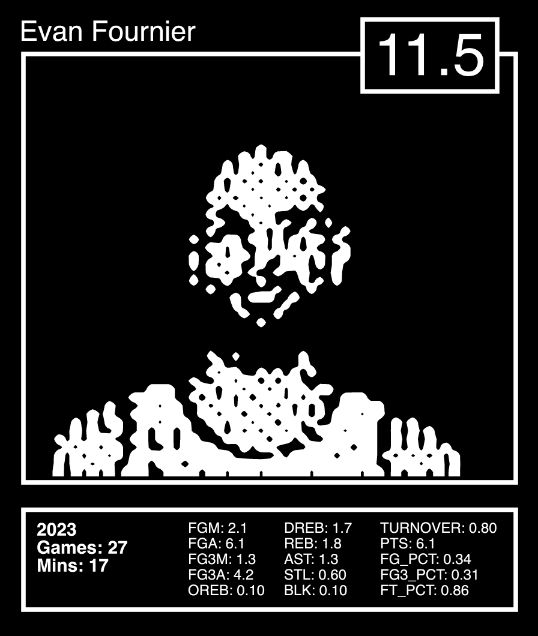 Evan Fournier
11.5
2023
Games: 27
Mins: 17
FGM: 2.1
FGA: 6.1
FG3M: 1.3
FG3A: 4.2
OREB: 0.10
DREB: 1.7
REB: 1.8
AST: 1.3
STL: 0.60
BLK: 0.10
TURNOVER: 0.80
PTS: 6.1
FG_PCT: 0.34
FG3_PCT: 0.31
FT_PCT: 0.86